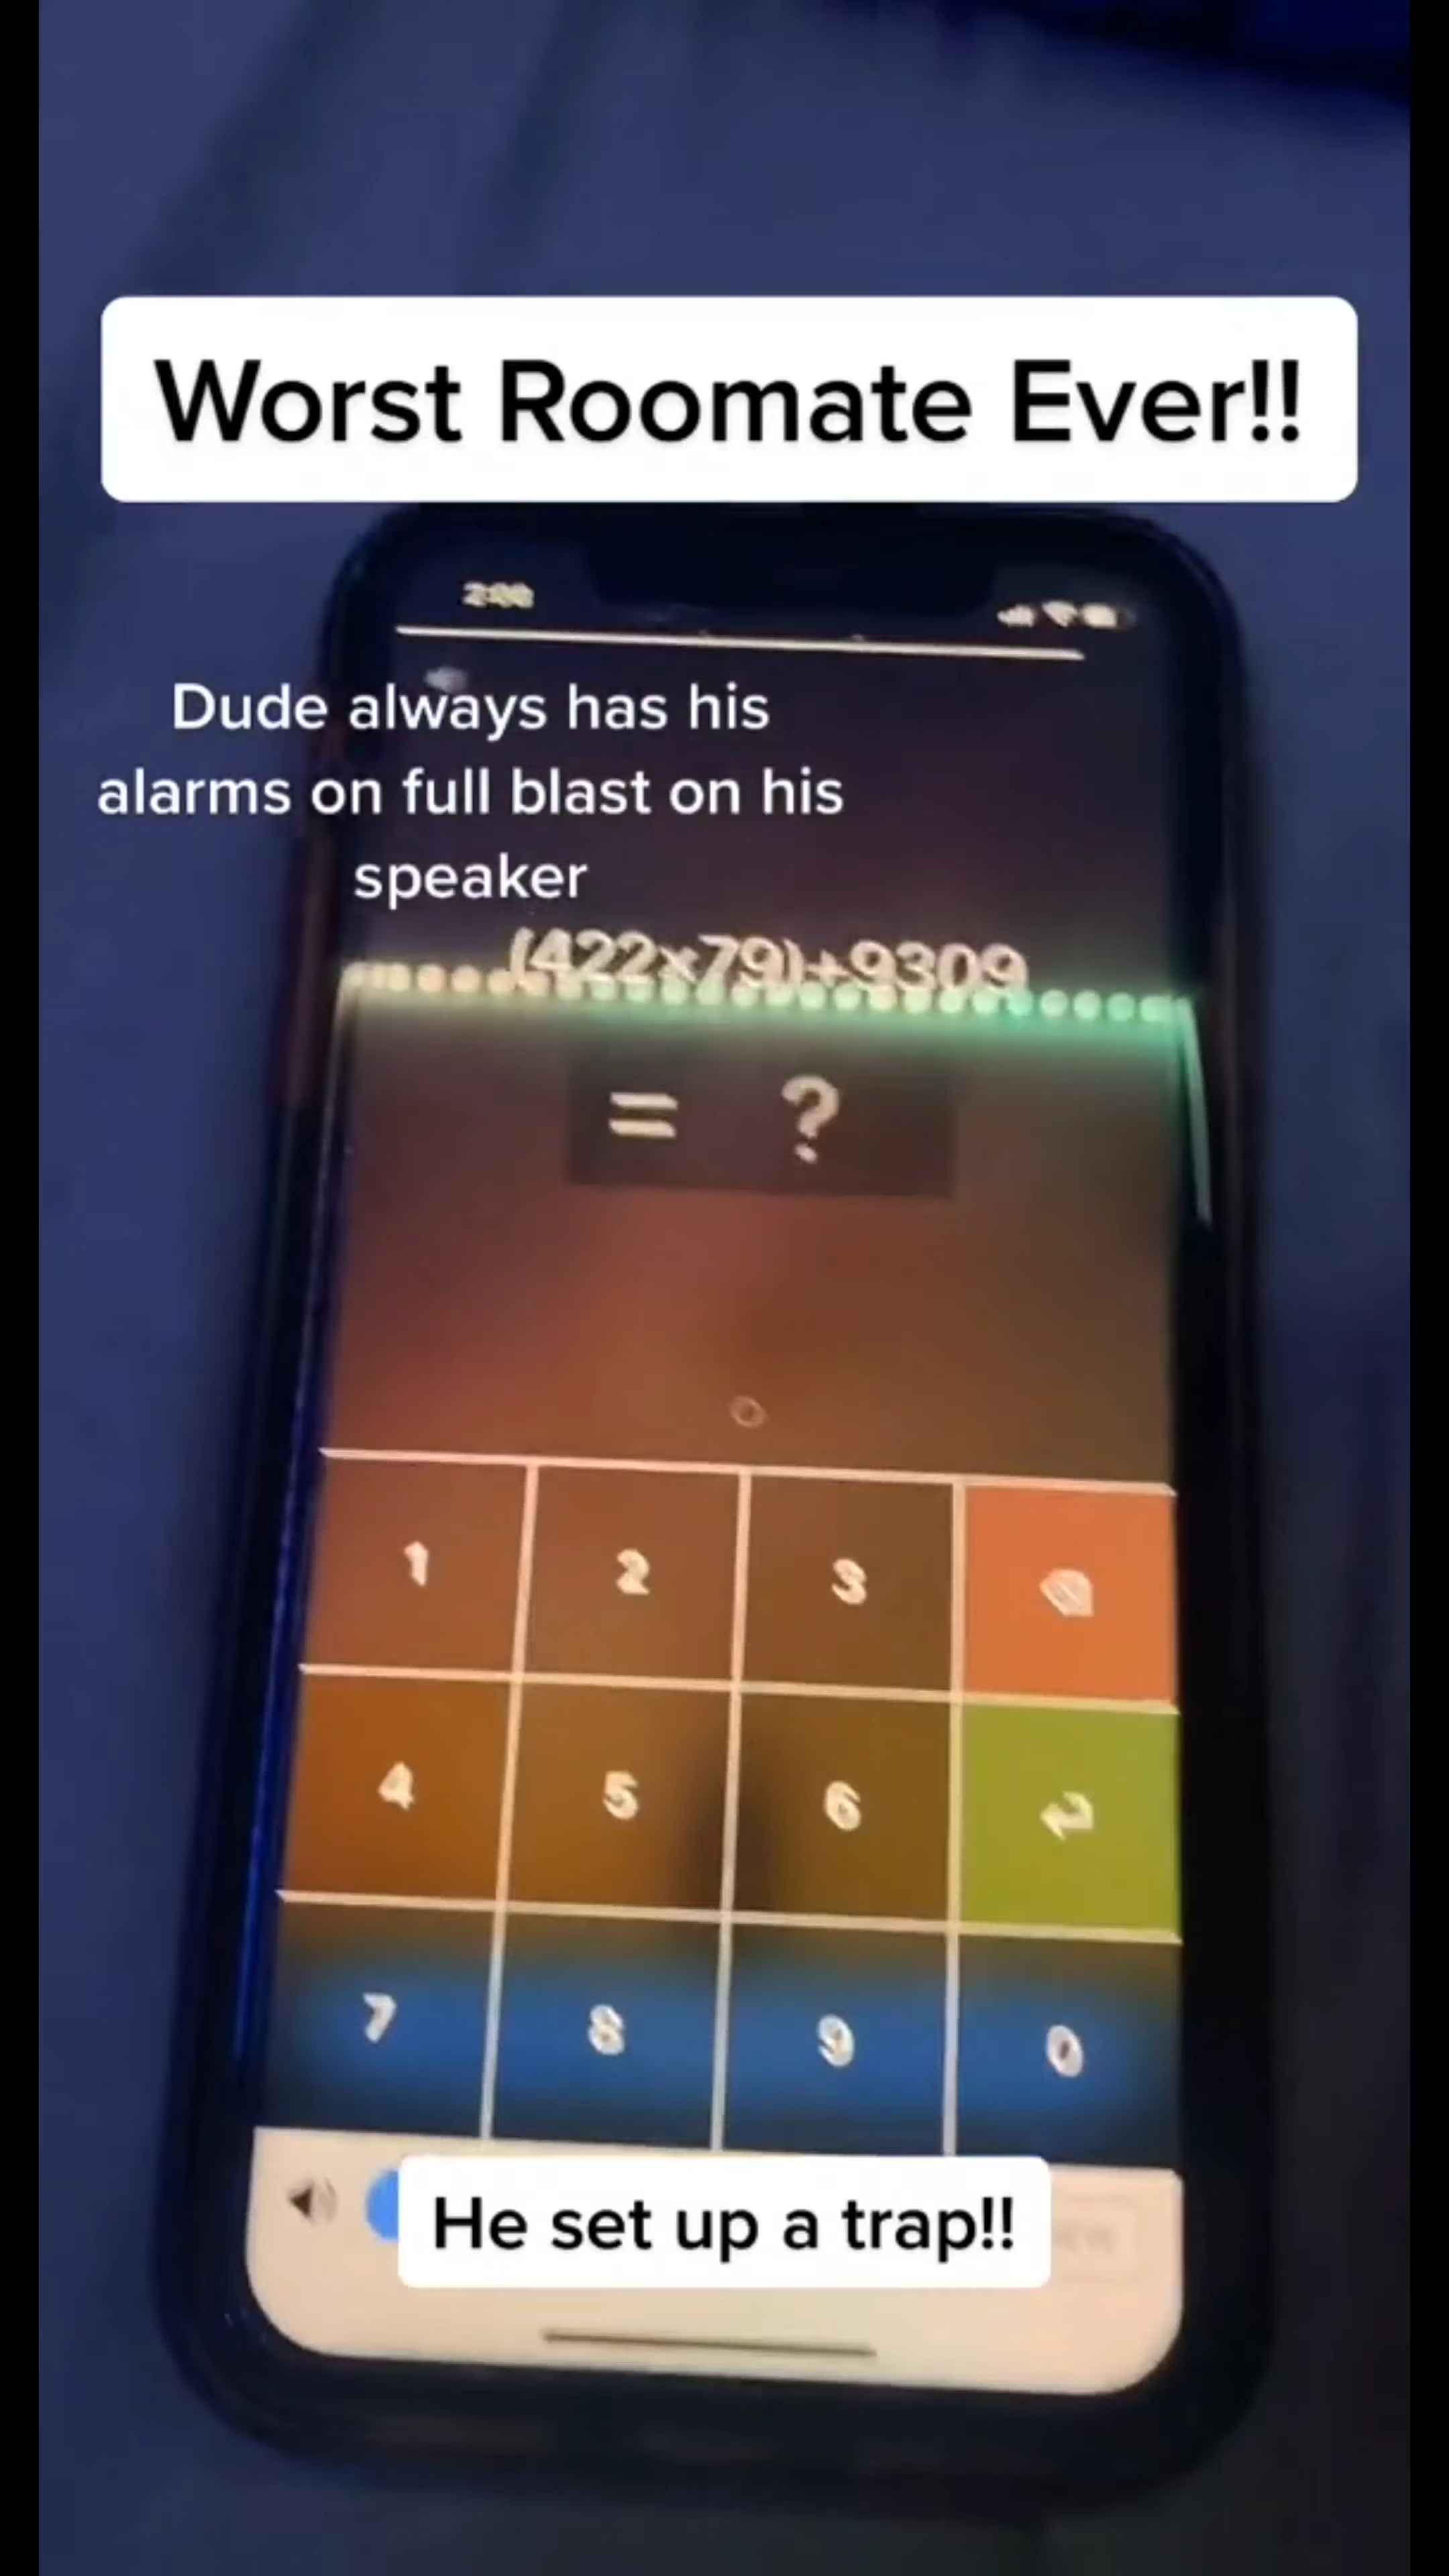 Worst Roomate Ever!!
Dude always has his
alarms on full blast on his
speaker
(422x79)+9309
= ?
1 2 3
4 5 6
7 8 9 0
He set up a trap!!